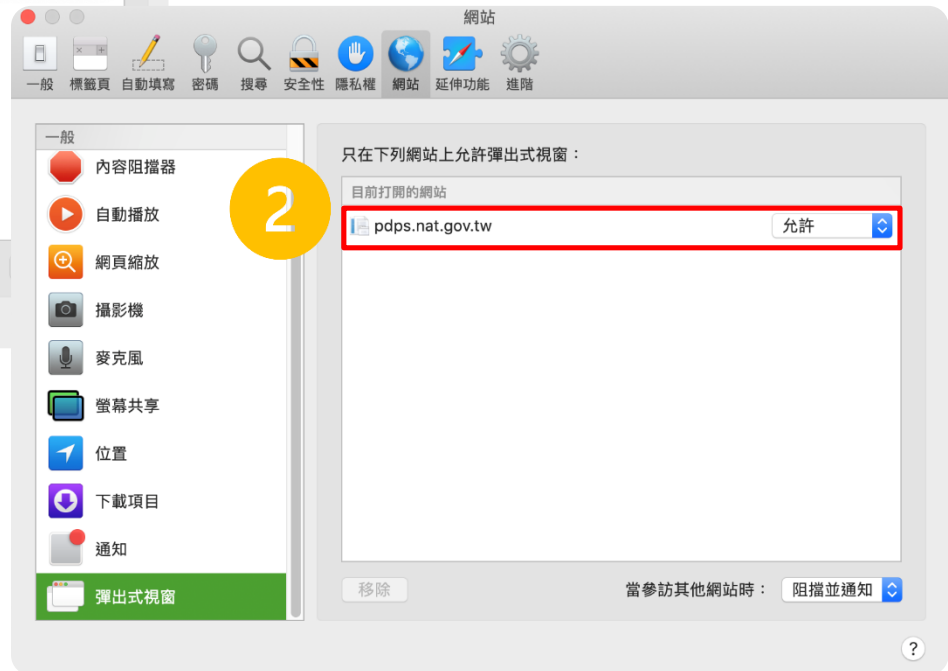 網站
一般 標籤頁 自動填寫 密碼 搜尋 安全性 隱私權 網站 延伸功能 進階
一般
內容阻擋器
自動播放
網頁縮放
攝影機
麥克風
螢幕共享
位置
下載項目
通知
彈出式視窗
2
只在下列網站上允許彈出式視窗：
目前打開的網站
pdps.nat.gov.tw 允許
移除 當參訪其他網站時： 阻擋並通知
?